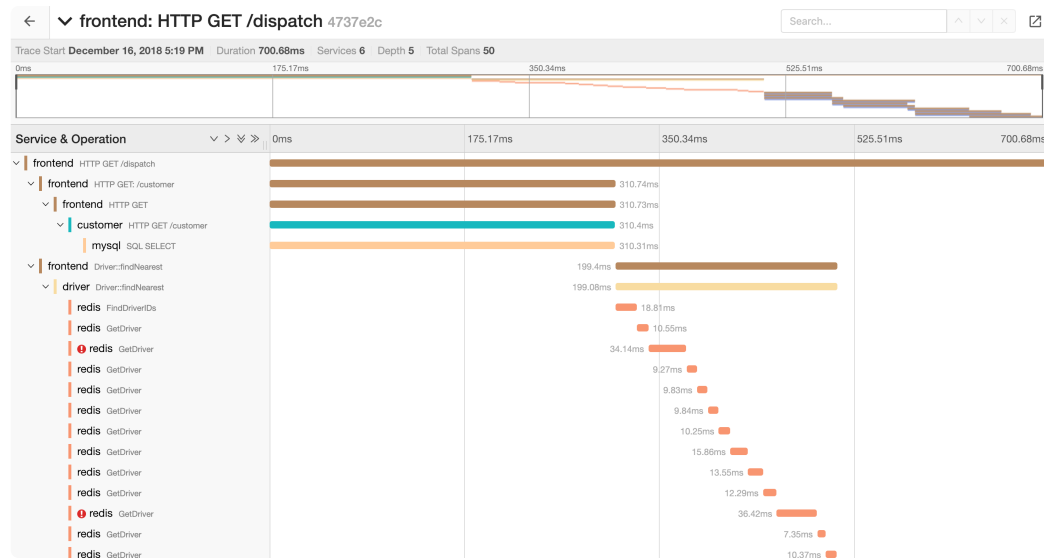 frontend: HTTP GET /dispatch 4737e2c
Search...
Trace Start December 16, 2018 5:19 PM Duration 700.68ms Services 6 Depth 5 Total Spans 50
0ms 175.17ms 350.34ms 525.51ms 700.68ms
Service & Operation 0ms 175.17ms 350.34ms 525.51ms 700.68ms
frontend HTTP GET /dispatch
frontend HTTP GET: /customer 310.74ms
frontend HTTP GET 310.73ms
customer HTTP GET /customer 310.4ms
mysql SQL SELECT 310.31ms
frontend Driver::findNearest 199.4ms
driver Driver::findNearest 199.08ms
redis FindDriverIDs 18.81ms
redis GetDriver 10.55ms
redis GetDriver 34.14ms
redis GetDriver 9.27ms
redis GetDriver 9.83ms
redis GetDriver 9.84ms
redis GetDriver 10.25ms
redis GetDriver 15.86ms
redis GetDriver 13.55ms
redis GetDriver 12.29ms
redis GetDriver 36.42ms
redis GetDriver 7.35ms
redis GetDriver 10.37ms